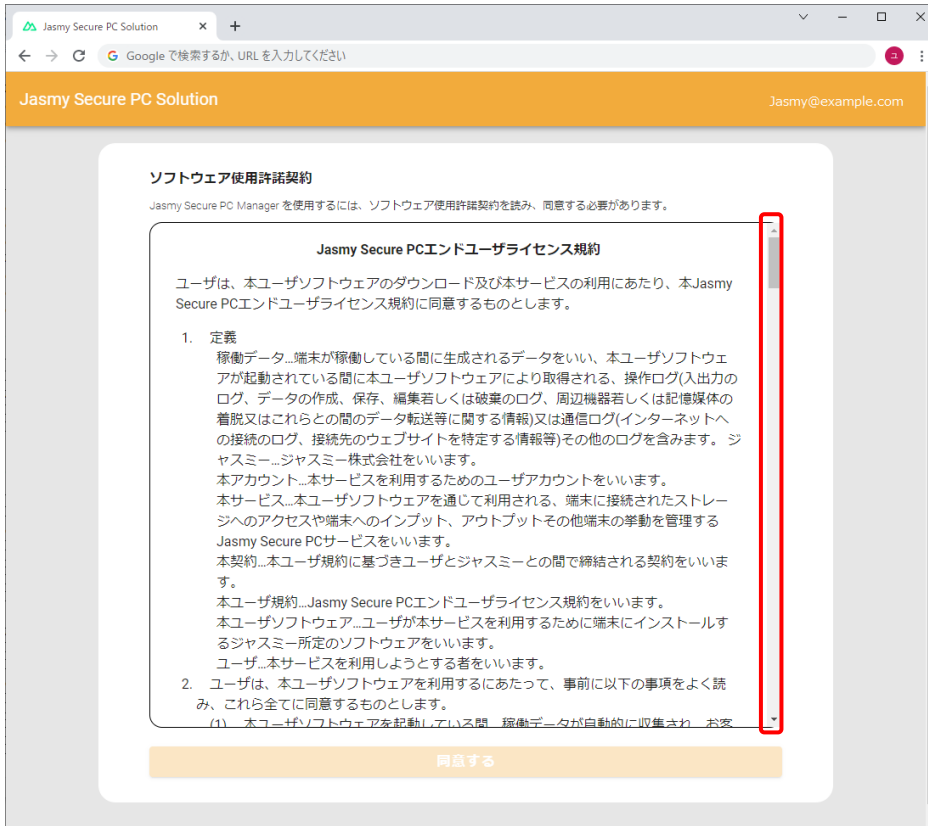 Jasmy Secure PC Solution
Google で検索するか、URL を入力してください
ユ
Jasmy Secure PC Solution
Jasmy@example.com
ソフトウェア使用許諾契約
Jasmy Secure PC Manager を使用するには、ソフトウェア使用許諾契約を読み、同意する必要があります。
Jasmy Secure PCエンドユーザライセンス規約
ユーザは、本ユーザソフトウェアのダウンロード及び本サービスの利用にあたり、本Jasmy
Secure PCエンドユーザライセンス規約に同意するものとします。
1. 定義
稼働データ...端末が稼働している間に生成されるデータをいい、本ユーザソフトウェ
アが起動されている間に本ユーザソフトウェアにより取得される、操作ログ(入出力の
ログ、データの作成、保存、編集若しくは破棄のログ、周辺機器若しくは記憶媒体の
着脱又はこれらとの間のデータ転送等に関する情報)又は通信ログ(インターネットへ
の接続のログ、接続先のウェブサイトを特定する情報等)その他のログを含みます。 ジ
ャスミー...ジャスミー株式会社をいいます。
本アカウント...本サービスを利用するためのユーザアカウントをいいます。
本サービス...本ユーザソフトウェアを通じて利用される、端末に接続されたストレー
ジへのアクセスや端末へのインプット、アウトプットその他端末の挙動を管理する
Jasmy Secure PCサービスをいいます。
本契約...本ユーザ規約に基づきユーザとジャスミーとの間で締結される契約をいいま
す。
本ユーザ規約...Jasmy Secure PCエンドユーザライセンス規約をいいます。
本ユーザソフトウェア...ユーザが本サービスを利用するために端末にインストールす
るジャスミー所定のソフトウェアをいいます。
ユーザ...本サービスを利用しようとする者をいいます。
2. ユーザは、本ユーザソフトウェアを利用するにあたって、事前に以下の事項をよく読
み、これら全てに同意するものとします。
(1) 本ユーザソフトウェアを起動している間、稼働データが自動的に収集され、お客
同意する